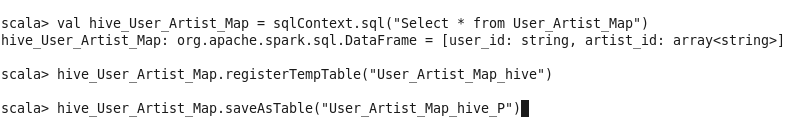 scala> val hive_User_Artist_Map = sqlContext.sql("Select * from User_Artist_Map")
hive_User_Artist_Map: org.apache.spark.sql.DataFrame = [user_id: string, artist_id: array<string>]
scala> hive_User_Artist_Map.registerTempTable("User_Artist_Map_hive")
scala> hive_User_Artist_Map.saveAsTable("User_Artist_Map_hive_P")